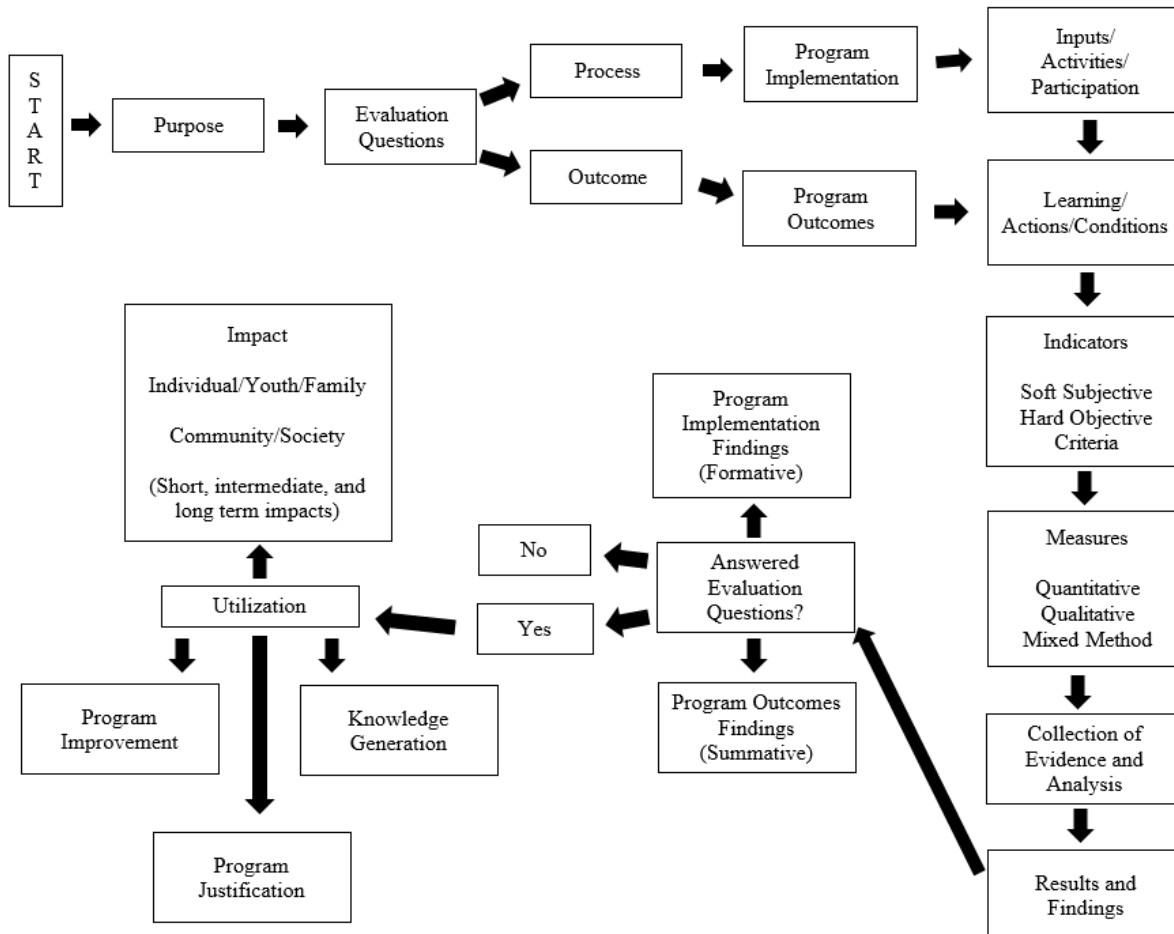 START
Purpose
Evaluation
Questions
Process
Program
Implementation
Inputs/
Activities/
Participation
Outcome
Program
Outcomes
Learning/
Actions/Conditions
Indicators
Soft Subjective
Hard Objective
Criteria
Measures
Quantitative
Qualitative
Mixed Method
Collection of
Evidence and
Analysis
Results and
Findings
Answered
Evaluation
Questions?
Program
Implementation
Findings
(Formative)
Program Outcomes
Findings
(Summative)
No
Yes
Utilization
Impact
Individual/Youth/Family
Community/Society
(Short, intermediate, and
long term impacts)
Program
Improvement
Knowledge
Generation
Program
Justification